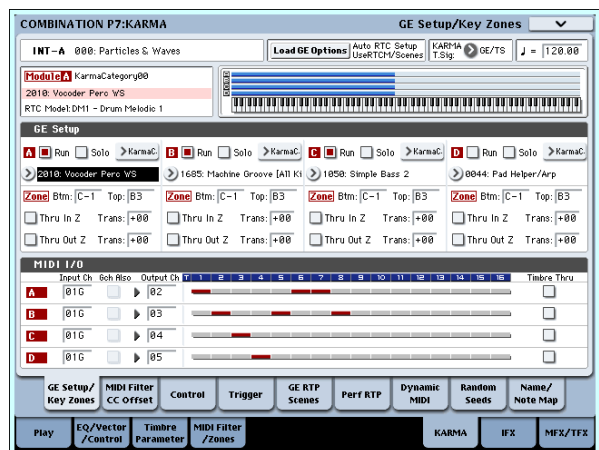 COMBINATION P7:KARMA GE Setup/Key Zones
INT-A 000: Particles & Waves Load GE Options Auto RTC Setup UseRTCM/Scenes KARMA T.Sig: GE/TS ♩ = 120.00
Module A KarmaCategory00
2010: Vocoder Perc WS
RTC Model:DM1 - Drum Melodic 1
A
B
C
D
GE Setup
A Run Solo >KarmaC. B Run Solo >KarmaC. C Run Solo >KarmaC. D Run Solo >KarmaC.
2010: Vocoder Perc WS 1685: Machine Groove [All Ki 1050: Simple Bass 2 0044: Pad Helper/Arp
Zone Btm: C-1 Top: B3 Zone Btm: C-1 Top: B3 Zone Btm: C-1 Top: B3 Zone Btm: C-1 Top: B3
Thru In Z Trans: +00 Thru In Z Trans: +00 Thru In Z Trans: +00 Thru In Z Trans: +00
Thru Out Z Trans: +00 Thru Out Z Trans: +00 Thru Out Z Trans: +00 Thru Out Z Trans: +00
MIDI I/O
Input Ch Gch Also Output Ch T 1 2 3 4 5 6 7 8 9 10 11 12 13 14 15 16 Timbre Thru
A 01G 02
B 01G 03
C 01G 04
D 01G 05
GE Setup/Key Zones MIDI Filter CC Offset Control Trigger GE RTP Scenes Perf RTP Dynamic MIDI Random Seeds Name/Note Map
Play EQ/Vector/Control Timbre Parameter MIDI Filter/Zones KARMA IFX MFX/TFX